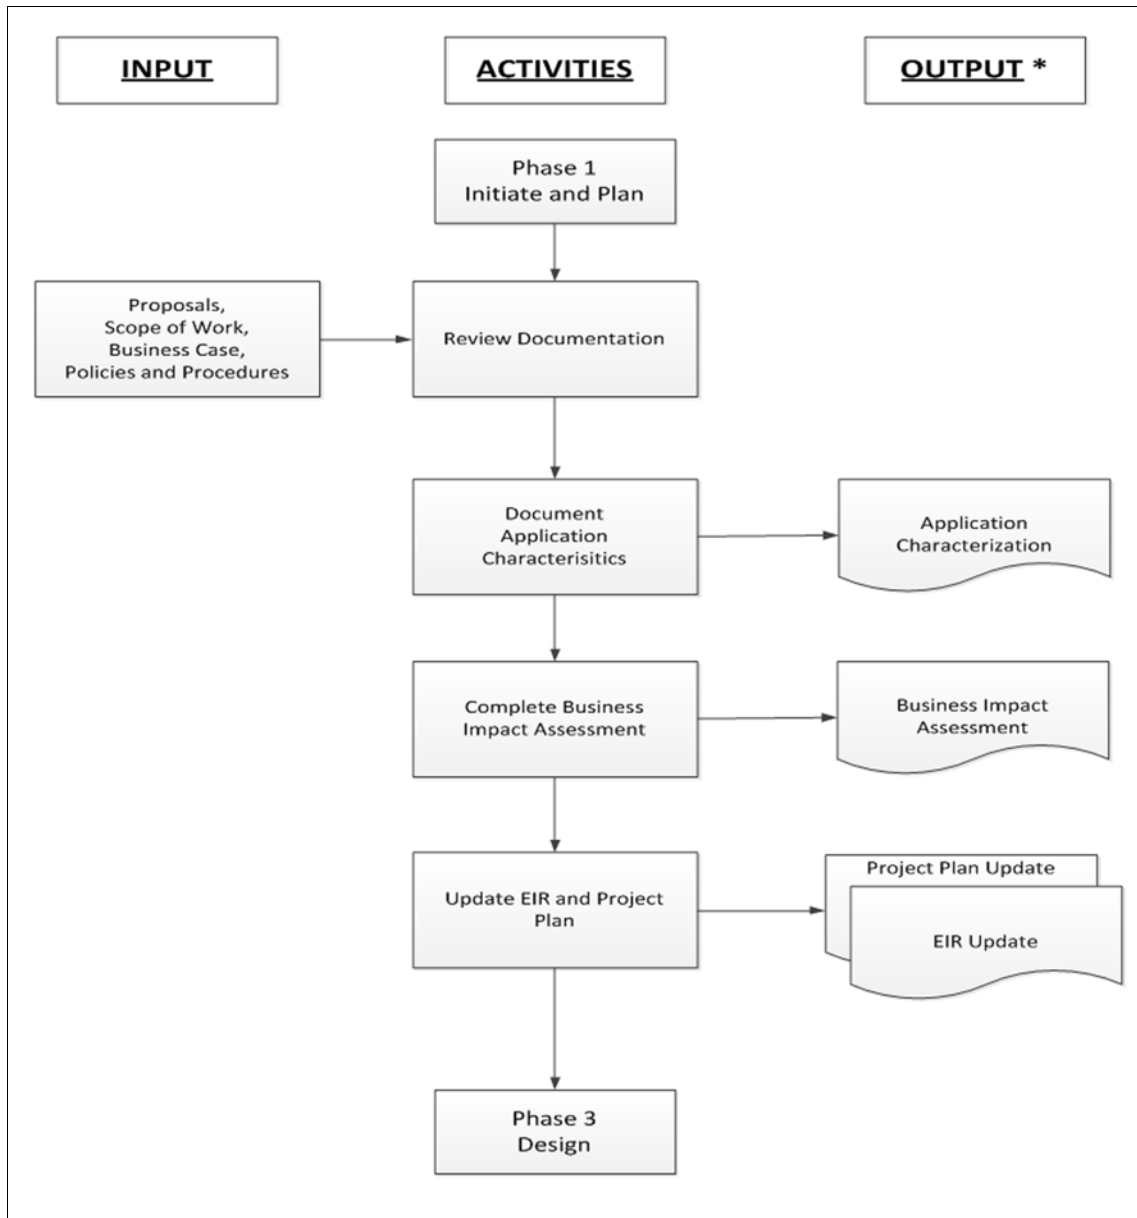 INPUT
ACTIVITIES
OUTPUT *
Phase 1
Initiate and Plan
Proposals,
Scope of Work,
Business Case,
Policies and Procedures
Review Documentation
Document
Application
Characterisitics
Application
Characterization
Complete Business
Impact Assessment
Business Impact
Assessment
Update EIR and Project
Plan
Project Plan Update
EIR Update
Phase 3
Design